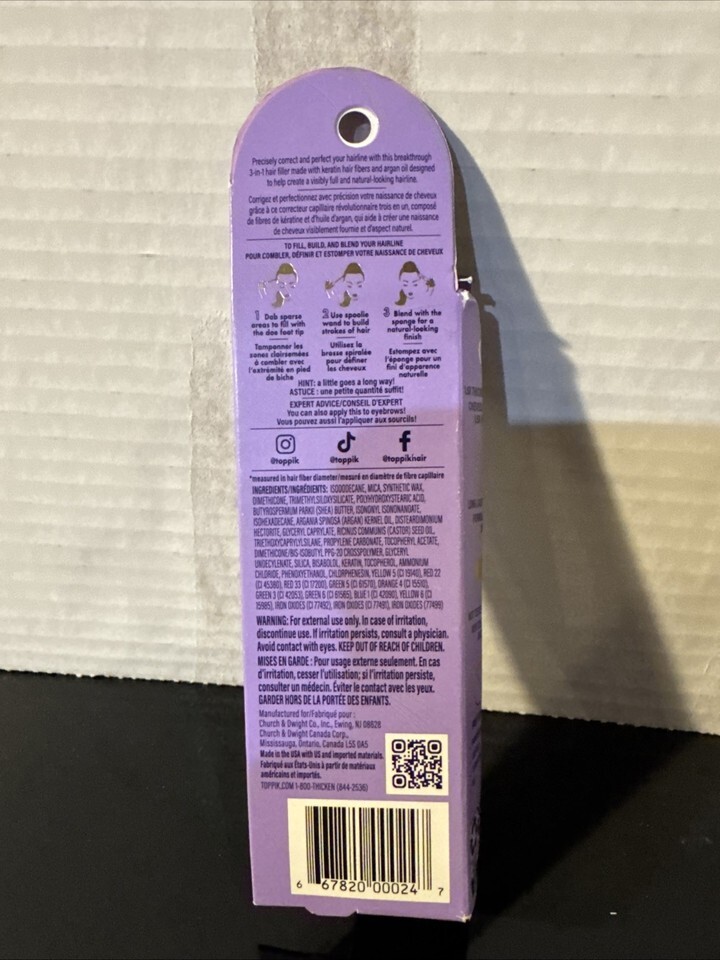 Precisely correct and perfect your hairline with this breakthrough
3-in-1 hair filler made with keratin hair fibers and argan oil designed
to help create a visibly full and natural-looking hairline.
Corrigez et perfectionnez avec précision votre naissance de cheveux
grâce à ce correcteur capillaire révolutionnaire trois en un, composé
de fibres de kératine et d'huile d'argan, qui aide à créer une naissance
de cheveux visiblement fournie et d'aspect naturel.
TO FILL, BUILD, AND BLEND YOUR HAIRLINE
POUR COMBLER, DÉFINIR ET ESTOMPER VOTRE NAISSANCE DE CHEVEUX
1 Dab sparse
areas to fill with
the doe foot tip
Tamponner les
zones clairsemées
à combler avec
l'extrémité en pied
de biche
2 Use spoolie
wand to build
strokes of hair
Utilisez la
brosse spiralée
pour définir
les cheveux
3 Blend with the
sponge for a
natural-looking
finish
Estompez avec
l'éponge pour un
fini d'apparence
naturelle
HINT: a little goes a long way!
ASTUCE : une petite quantité suffit!
EXPERT ADVICE/CONSEIL D'EXPERT
You can also apply this to eyebrows!
Vous pouvez aussi l'appliquer aux sourcils!
@toppik
@toppik
@toppikhair
*measured in hair fiber diameter/mesuré en diamètre de fibre capillaire
INGREDIENTS/INGRÉDIENTS: ISODODECANE, MICA, SYNTHETIC WAX,
DIMETHICONE, TRIMETHYLSILOXYSILICATE, POLYHYDROXYSTEARIC ACID,
BUTYROSPERMUM PARKII (SHEA) BUTTER, ISONONYL ISONONANOATE,
ISOHEXADECANE, ARGANIA SPINOSA (ARGAN) KERNEL OIL, DISTEARDIMONIUM
HECTORITE, GLYCERYL CAPRYLATE, RICINUS COMMUNIS (CASTOR) SEED OIL,
TRIETHOXYCAPRYLYLSILANE, PROPYLENE CARBONATE, TOCOPHERYL ACETATE,
DIMETHICONE/BIS-ISOBUTYL PPG-20 CROSSPOLYMER, GLYCERYL
UNDECYLENATE, SILICA, BISABOLOL, KERATIN, TOCOPHEROL, AMMONIUM
CHLORIDE, PHENOXYETHANOL, CHLORPHENESIN, YELLOW 5 (CI 19140), RED 22
(CI 45380), RED 33 (CI 17200), GREEN 5 (CI 61570), ORANGE 4 (CI 15510),
GREEN 3 (CI 42053), GREEN 6 (CI 61565), BLUE 1 (CI 42090), YELLOW 6 (CI
15985), IRON OXIDES (CI 77492), IRON OXIDES (CI 77491), IRON OXIDES (77499)
WARNING: For external use only. In case of irritation,
discontinue use. If irritation persists, consult a physician.
Avoid contact with eyes. KEEP OUT OF REACH OF CHILDREN.
MISES EN GARDE : Pour usage externe seulement. En cas
d'irritation, cesser l'utilisation; si l'irritation persiste,
consulter un médecin. Éviter le contact avec les yeux.
GARDER HORS DE LA PORTÉE DES ENFANTS.
Manufactured for/Fabriqué pour :
Church & Dwight Co., Inc., Ewing, NJ 08628
Church & Dwight Canada Corp.,
Mississauga, Ontario, Canada L5S 0A5
Made in the USA with US and imported materials.
Fabriqué aux États-Unis à partir de matériaux
américains et importés.
TOPPIK.COM 1-800-THICKEN (844-2536)
6 67820 00024 7